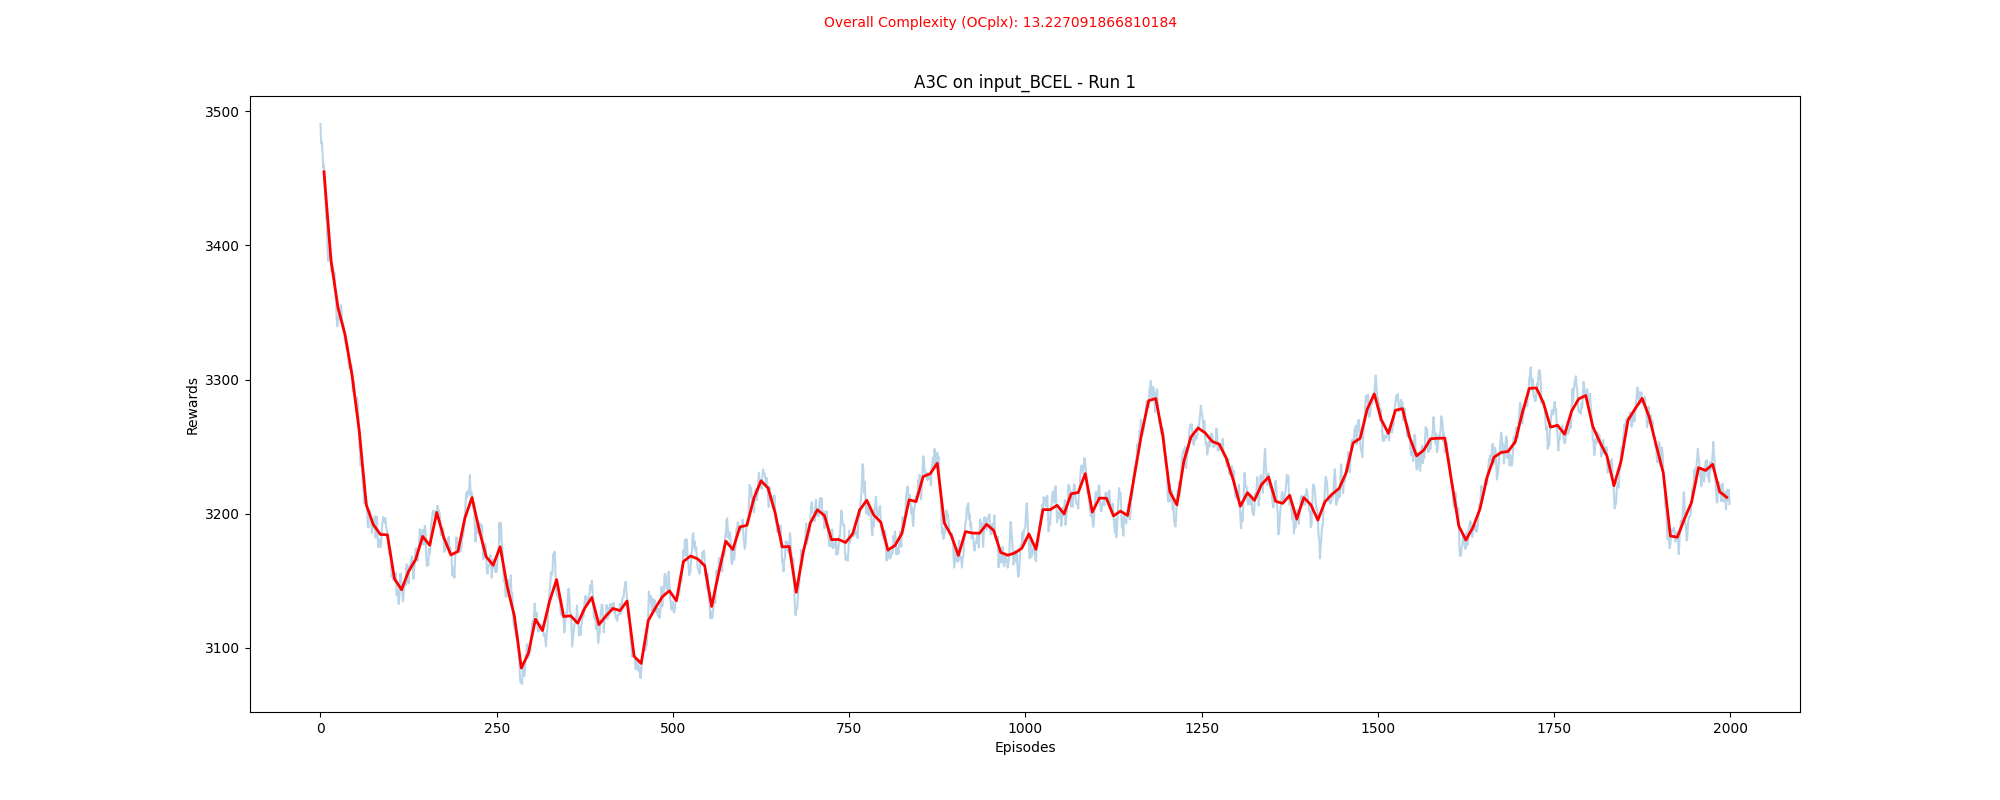 Overall Complexity (OCplx): 13.227091866810184
A3C on input_BCEL - Run 1
3500
3400
3300
3200
3100
Rewards
0 250 500 750 1000 1250 1500 1750 2000
Episodes